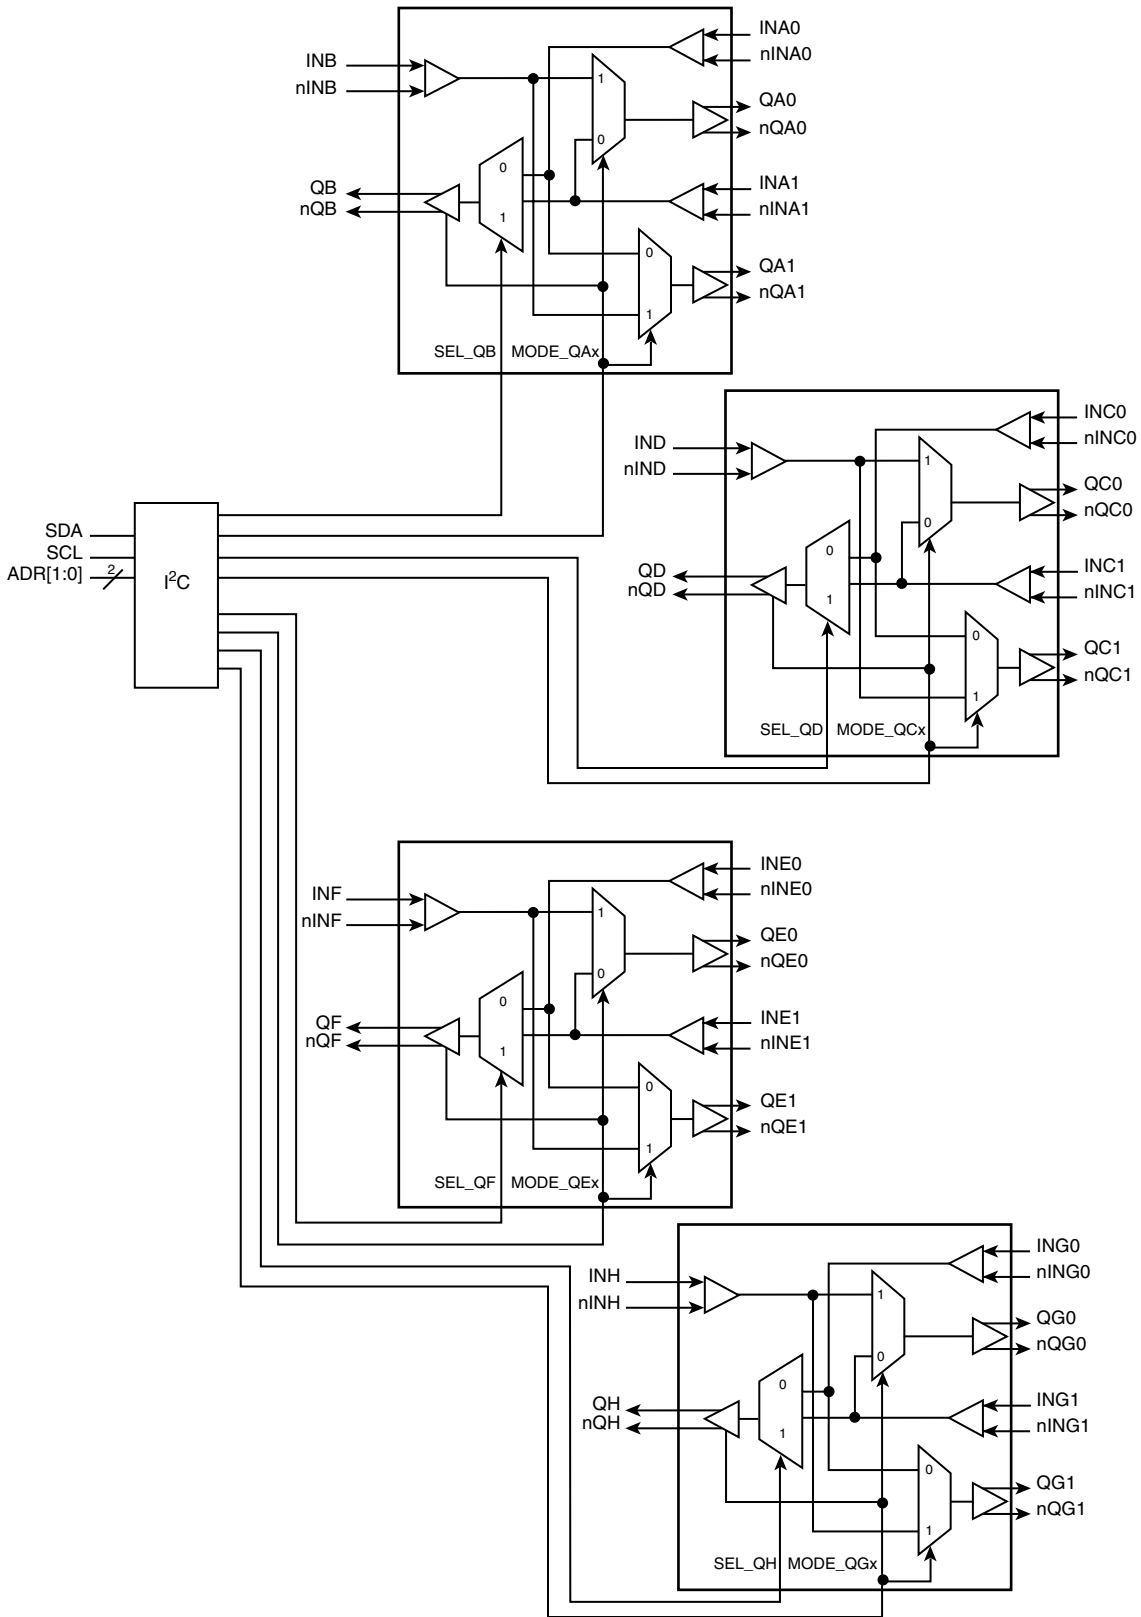 INA0
nINA0
INB
nINB
1
QA0
nQA0
0
0
INA1
nINA1
QB
nQB
1
0
QA1
nQA1
1
SEL_QB MODE_QAx
INC0
nINC0
IND
nIND
1
QC0
nQC0
0
SDA
SCL
ADR[1:0]
2
I²C
0
INC1
nINC1
QD
nQD
1
0
QC1
nQC1
1
SEL_QD MODE_QCx
INE0
nINE0
INF
nINF
1
QE0
nQE0
0
0
INE1
nINE1
QF
nQF
1
0
QE1
nQE1
1
SEL_QF MODE_QEx
ING0
nING0
INH
nINH
1
QG0
nQG0
0
0
ING1
nING1
QH
nQH
1
0
QG1
nQG1
1
SEL_QH MODE_QGx